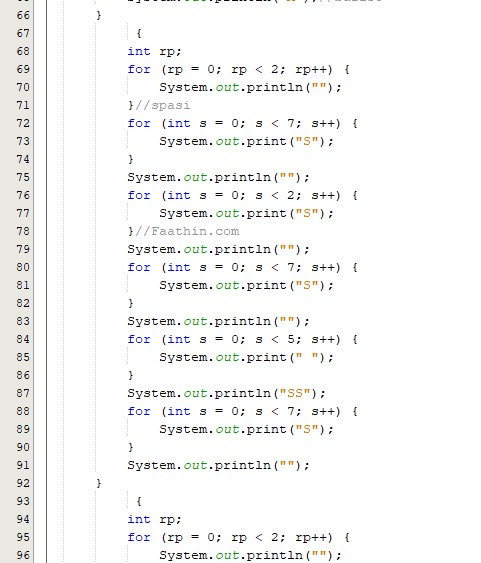 66 }
67 {
68 int rp;
69 for (rp = 0; rp < 2; rp++) {
70 System.out.println("");
71 }//spasi
72 for (int s = 0; s < 7; s++) {
73 System.out.print("S");
74 }
75 System.out.println("");
76 for (int s = 0; s < 2; s++) {
77 System.out.print("S");
78 }//Faathin.com
79 System.out.println("");
80 for (int s = 0; s < 7; s++) {
81 System.out.print("S");
82 }
83 System.out.println("");
84 for (int s = 0; s < 5; s++) {
85 System.out.print(" ");
86 }
87 System.out.println("SS");
88 for (int s = 0; s < 7; s++) {
89 System.out.print("S");
90 }
91 System.out.println("");
92 }
93 {
94 int rp;
95 for (rp = 0; rp < 2; rp++) {
96 System.out.println("");